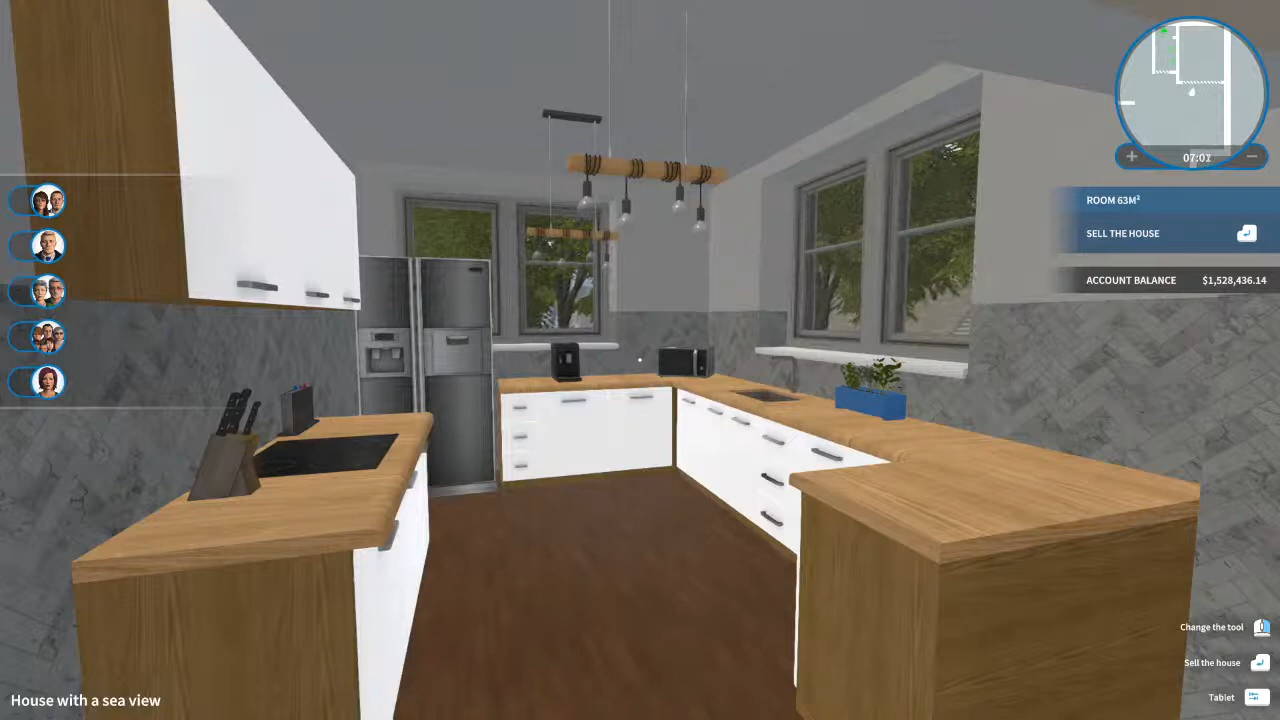 07:01
ROOM 63M²
SELL THE HOUSE
ACCOUNT BALANCE $1,528,436.14
Change the tool
Sell the house
Tablet
House with a sea view